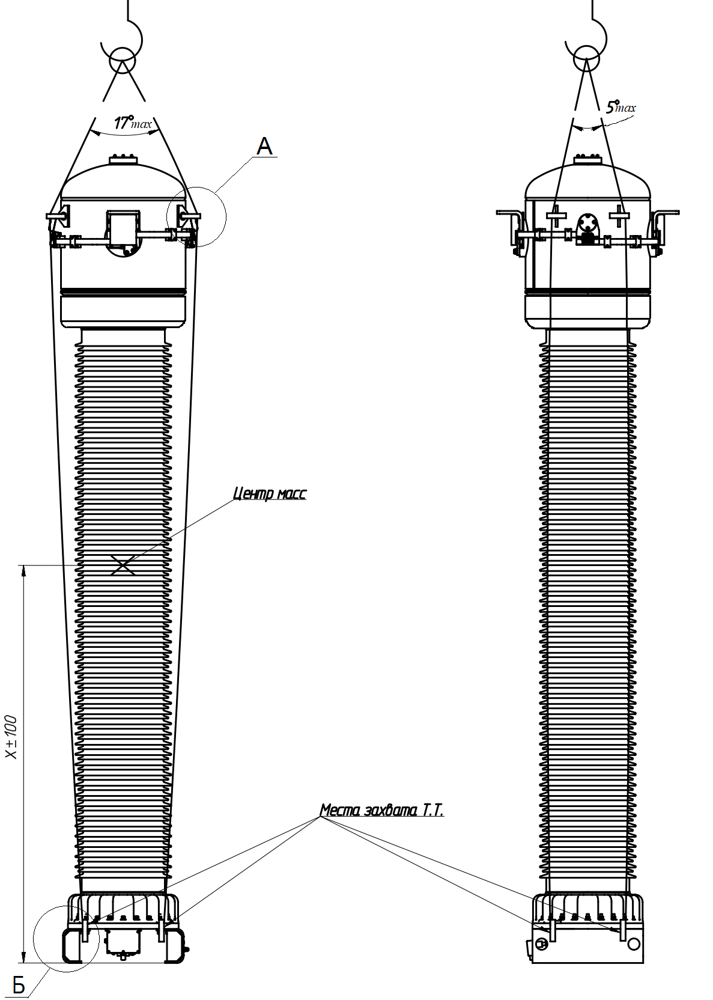 17° max
5° max
А
Центр масс
X ± 100
Места захвата Т.Т.
Б